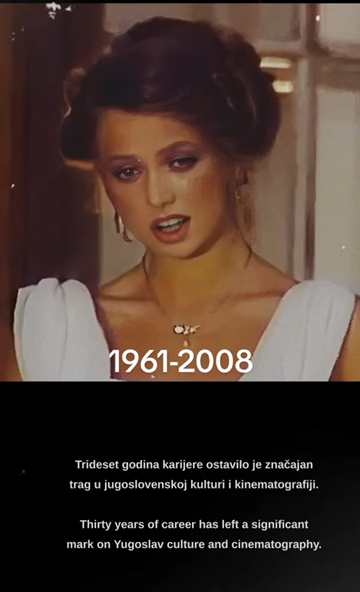 1961-2008
Trideset godina karijere ostavilo je značajan
trag u jugoslovenskoj kulturi i kinematografiji.
Thirty years of career has left a significant
mark on Yugoslav culture and cinematography.